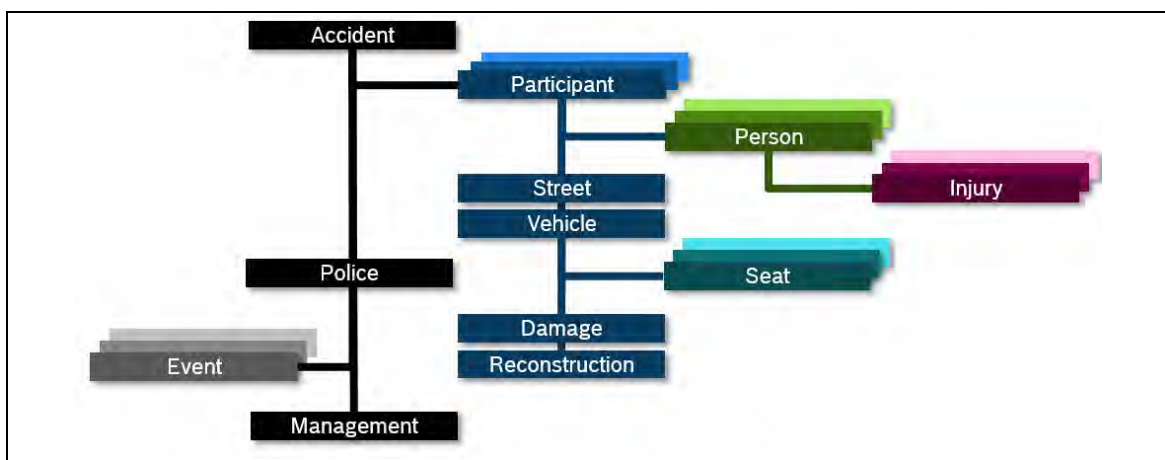 Accident
Participant
Person
Street
Injury
Vehicle
Police
Seat
Damage
Event
Reconstruction
Management